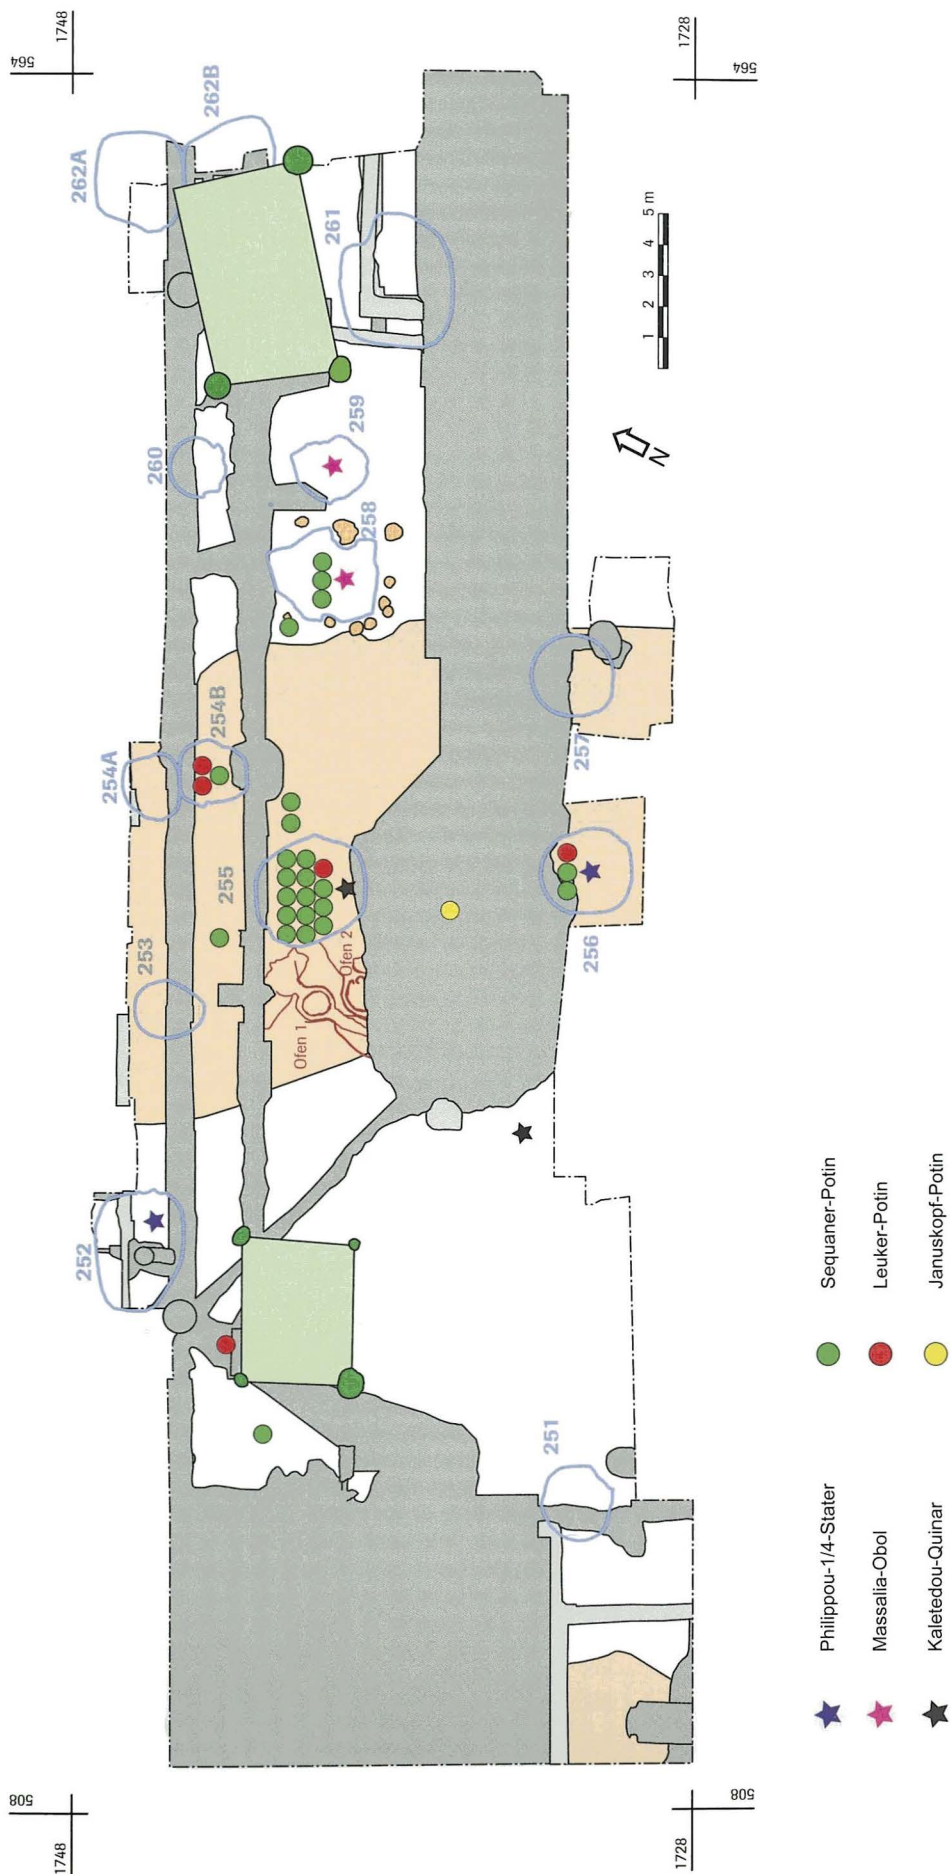 1748
564
1728
564
262A
262B
261
260
259
258
254A
254B
257
253
255
256
Ofen 1
Ofen 2
252
251
N
1 2 3 4 5 m
Philippou-1/4-Stater
Massalia-Obol
Kaletedou-Quinar
Sequaner-Potin
Leuker-Potin
Januskopf-Potin
508
1748
508
1728